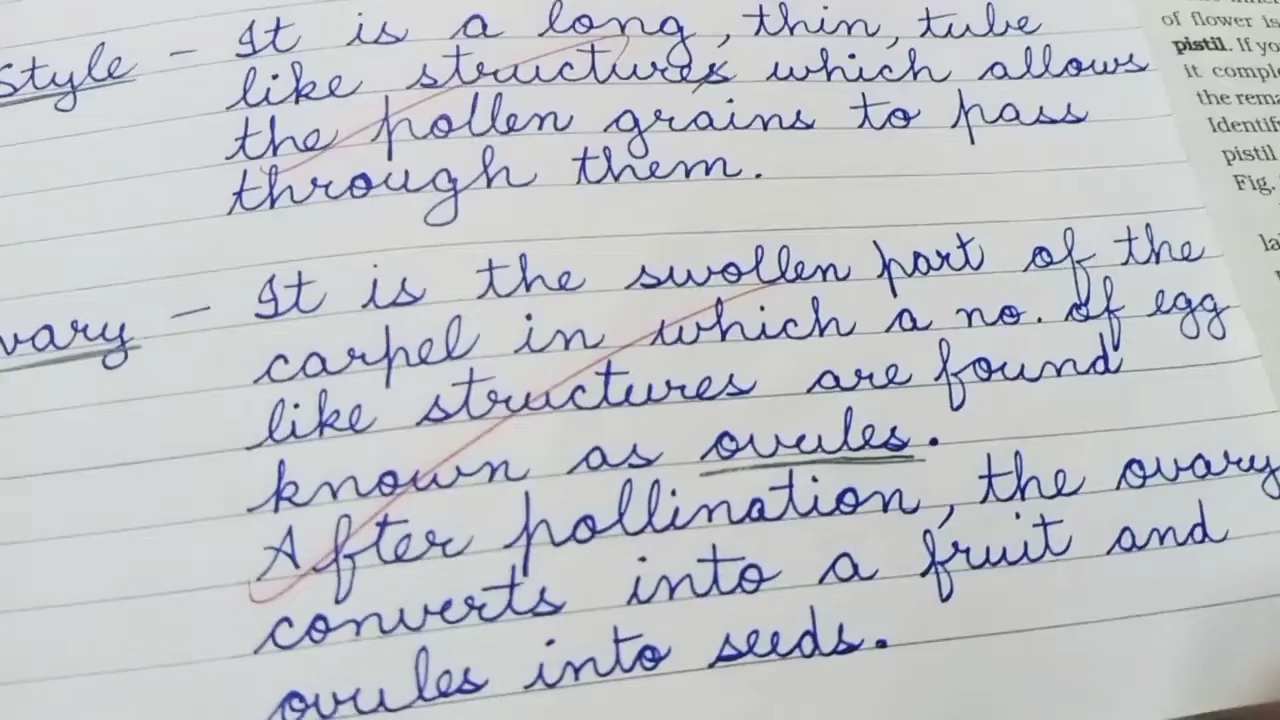 Style - It is a long, thin, tube
like structures which allows
the pollen grains to pass
through them.
vary - It is the swollen part of the
carpel in which a no. of egg
like structures are found
known as ovules.
After pollination, the ovary
converts into a fruit and
ovules into seeds.
of flower is
pistil. If yo
it comple
the rema
Identif
pistil
Fig.
la